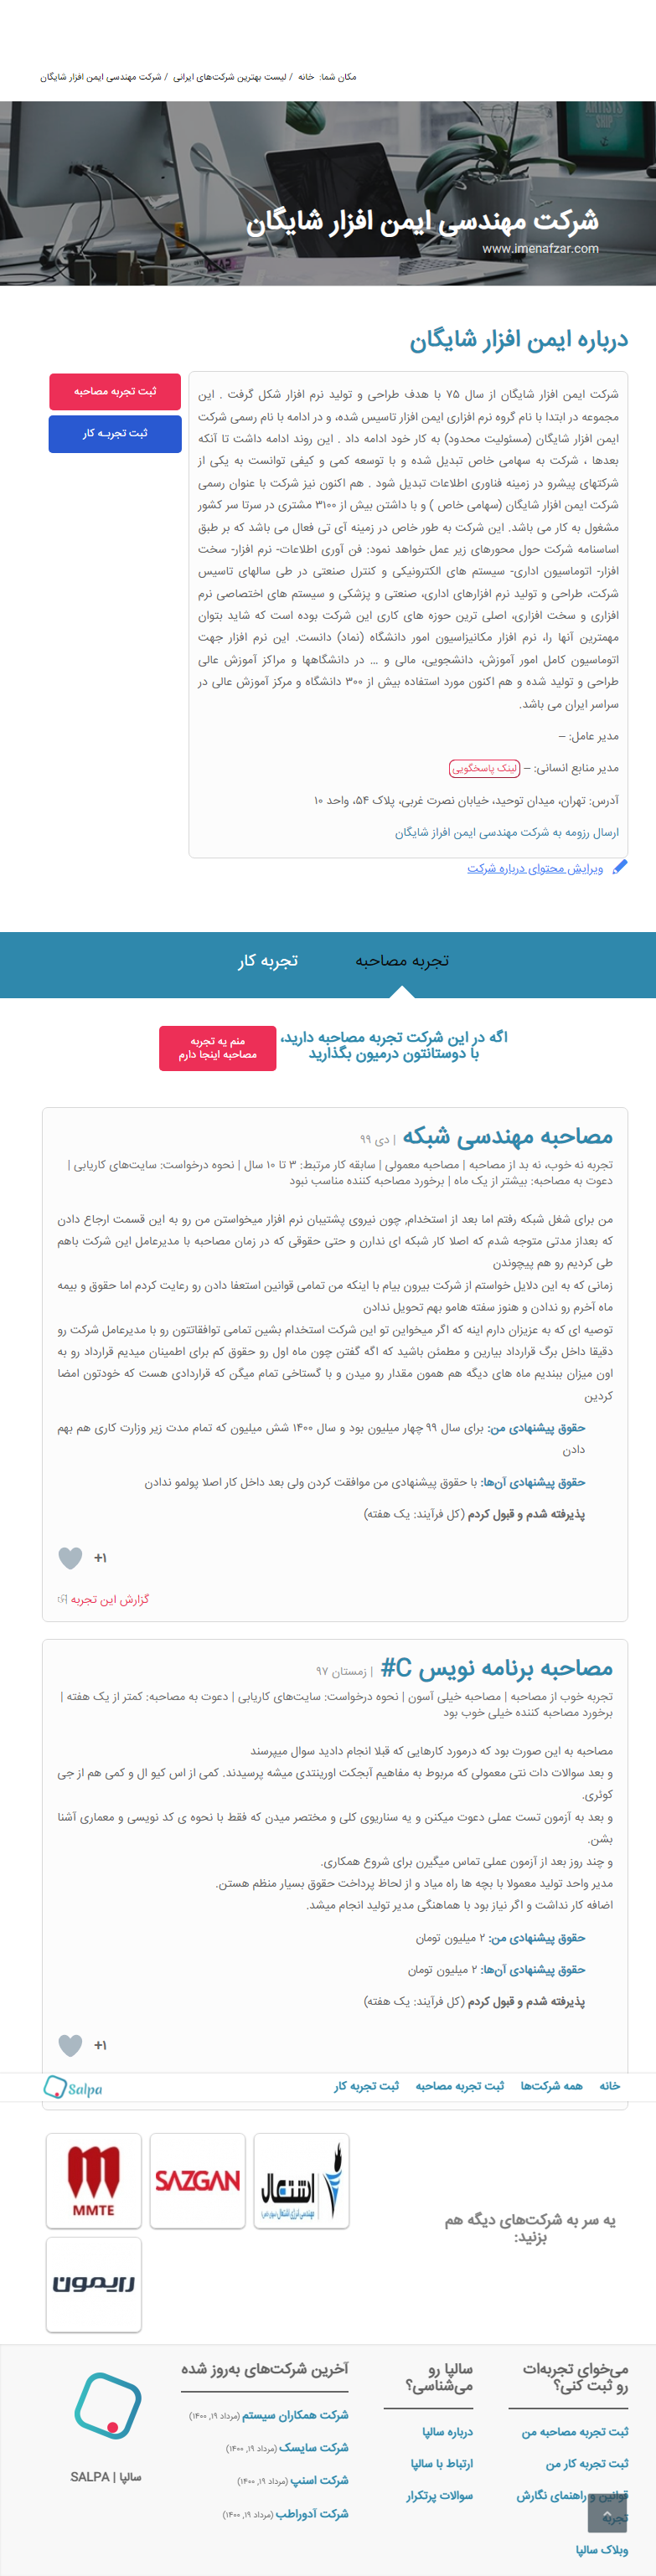 مکان شما: خانه / لیست بهترین شرکت‌های ایرانی / شرکت مهندسی ایمن افزار شایگان
ARTISTS
SHIP
شرکت مهندسی ایمن افزار شایگان
www.imenafzar.com
درباره ایمن افزار شایگان
ثبت تجربه مصاحبه
ثبت تجربـه کار
شرکت ایمن افزار شایگان از سال ۷۵ با هدف طراحی و تولید نرم افزار شکل گرفت . این
مجموعه در ابتدا با نام گروه نرم افزاری ایمن افزار تاسیس شده، و در ادامه با نام رسمی شرکت
ایمن افزار شایگان (مسئولیت محدود) به کار خود ادامه داد . این روند ادامه داشت تا آنکه
بعدها ، شرکت به سهامی خاص تبدیل شده و با توسعه کمی و کیفی توانست به یکی از
شرکتهای پیشرو در زمینه فناوری اطلاعات تبدیل شود . هم اکنون نیز شرکت با عنوان رسمی
شرکت ایمن افزار شایگان (سهامی خاص ) و با داشتن بیش از ۳۱۰۰ مشتری در سرتا سر کشور
مشغول به کار می باشد. این شرکت به طور خاص در زمینه آی تی فعال می باشد که بر طبق
اساسنامه شرکت حول محورهای زیر عمل خواهد نمود: فن آوری اطلاعات- نرم افزار- سخت
افزار- اتوماسیون اداری- سیستم های الکترونیکی و کنترل صنعتی در طی سالهای تاسیس
شرکت، طراحی و تولید نرم افزارهای اداری، صنعتی و پزشکی و سیستم های اختصاصی نرم
افزاری و سخت افزاری، اصلی ترین حوزه های کاری این شرکت بوده است که شاید بتوان
مهمترین آنها را، نرم افزار مکانیزاسیون امور دانشگاه (نماد) دانست. این نرم افزار جهت
اتوماسیون کامل امور آموزش، دانشجویی، مالی و ... در دانشگاهها و مراکز آموزش عالی
طراحی و تولید شده و هم اکنون مورد استفاده بیش از ۳۰۰ دانشگاه و مرکز آموزش عالی در
سراسر ایران می باشد.
مدیر عامل: –
مدیر منابع انسانی: – لینک پاسخگویی
آدرس: تهران، میدان توحید، خیابان نصرت غربی، پلاک ۵۴، واحد ۱۰
ارسال رزومه به شرکت مهندسی ایمن افراز شایگان
ویرایش محتوای درباره شرکت
تجربه مصاحبه
تجربه کار
اگه در این شرکت تجربه مصاحبه دارید،
با دوستانتون درمیون بگذارید
منم یه تجربه
مصاحبه اینجا دارم
مصاحبه مهندسی شبکه | دی ۹۹
تجربه نه خوب، نه بد از مصاحبه | مصاحبه معمولی | سابقه کار مرتبط: ۳ تا ۱۰ سال | نحوه درخواست: سایت‌های کاریابی |
دعوت به مصاحبه: بیشتر از یک ماه | برخورد مصاحبه کننده مناسب نبود
من برای شغل شبکه رفتم اما بعد از استخدام، چون نیروی پشتیبان نرم افزار میخواستن من رو به این قسمت ارجاع دادن
که بعداز مدتی متوجه شدم که اصلا کار شبکه ای ندارن و حتی حقوقی که در زمان مصاحبه با مدیرعامل این شرکت باهم
طی کردیم رو هم پیچوندن
زمانی که به این دلایل خواستم از شرکت بیرون بیام با اینکه من تمامی قوانین استعفا دادن رو رعایت کردم اما حقوق و بیمه
ماه آخرم رو ندادن و هنوز سفته هامو بهم تحویل ندادن
توصیه ای که به عزیزان دارم اینه که اگر میخواین تو این شرکت استخدام بشین تمامی توافقاتتون رو با مدیرعامل شرکت رو
دقیقا داخل برگ قرارداد بیارین و مطمئن باشید که اگه گفتن چون ماه اول رو حقوق کم برای میگن اطمینان میدیم قرارداد رو به
اون میزان ببندیم ماه های دیگه هم همون مقدار رو میدن و با گستاخی تمام میگن که قراردادی هست که خودتون امضا
کردین
حقوق پیشنهادی من: برای سال ۹۹ چهار میلیون بود و سال ۱۴۰۰ شش میلیون که تمام مدت زیر وزارت کاری هم بهم
دادن
حقوق پیشنهادی آن‌ها: با حقوق پیشنهادی من موافقت کردن ولی بعد داخل کار اصلا پولمو ندادن
پذیرفته شدم و قبول کردم (کل فرآیند: یک هفته)
+۱
گزارش این تجربه
مصاحبه برنامه نویس C# | زمستان ۹۷
تجربه خوب از مصاحبه | مصاحبه خیلی آسون | نحوه درخواست: سایت‌های کاریابی | دعوت به مصاحبه: کمتر از یک هفته |
برخورد مصاحبه کننده خیلی خوب بود
مصاحبه به این صورت بود که درمورد کارهایی که قبلا انجام دادید سوال میپرسند
و بعد سوالات دات نتی معمولی که مربوط به مفاهیم آبجکت اورینتدی میشه پرسیدند. کمی از اس کیو ال و کمی هم از جی
کوئری.
و بعد به آزمون تست عملی دعوت میکنن و یه سناریوی کلی و مختصر میدن که فقط با نحوه ی کد نویسی و معماری آشنا
بشن.
و چند روز بعد از آزمون عملی تماس میگیرن برای شروع همکاری.
مدیر واحد تولید معمولا با بچه ها راه میاد و از لحاظ پرداخت حقوق بسیار منظم هستن.
اضافه کار نداشت و اگر نیاز بود با هماهنگی مدیر تولید انجام میشد.
حقوق پیشنهادی من: ۲ میلیون تومان
حقوق پیشنهادی آن‌ها: ۲ میلیون تومان
پذیرفته شدم و قبول کردم (کل فرآیند: یک هفته)
+۱
خانه همه شرکت‌ها ثبت تجربه مصاحبه ثبت تجربه کار
Salpa
یه سر به شرکت‌های دیگه هم
بزنید:
اشتعال
مهندسی انرژی اشتعال
SAZGAN
MMTE
رایمون
می‌خوای تجربه‌ات
رو ثبت کنی؟
ثبت تجربه مصاحبه من
ثبت تجربه کار من
قوانین و راهنمای نگارش
تجربه
وبلاگ سالپا
سالپا رو
می‌شناسی؟
درباره سالپا
ارتباط با سالپا
سوالات پرتکرار
آخرین شرکت‌های به‌روز شده
شرکت همکاران سیستم (مرداد ۱۹, ۱۴۰۰)
شرکت سایسک (مرداد ۱۹, ۱۴۰۰)
شرکت اسنپ (مرداد ۱۹, ۱۴۰۰)
شرکت آدوراطب (مرداد ۱۹, ۱۴۰۰)
سالپا | SALPA